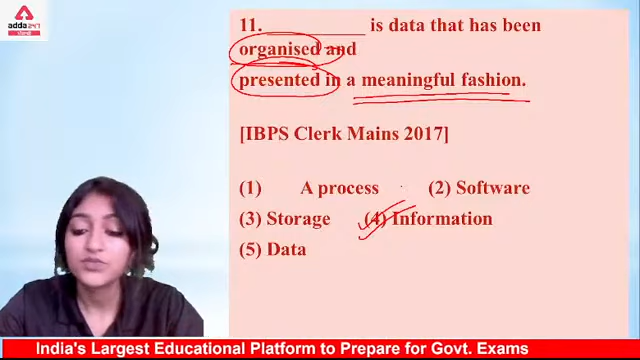 adda247
ਪੰਜਾਬੀ
11. __________ is data that has been
organised and
presented in a meaningful fashion.
[IBPS Clerk Mains 2017]
(1) A process (2) Software
(3) Storage (4) Information
(5) Data
India's Largest Educational Platform to Prepare for Govt. Exams